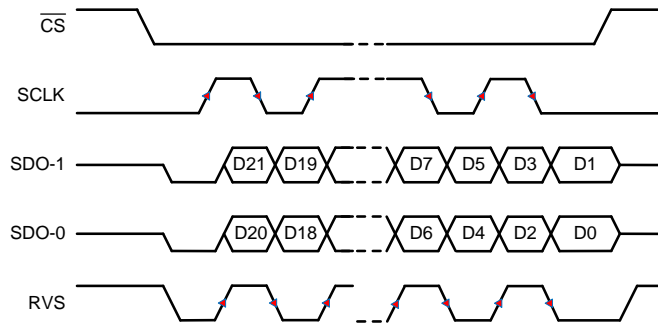 CS
SCLK
SDO-1 D21 D19 D7 D5 D3 D1
SDO-0 D20 D18 D6 D4 D2 D0
RVS